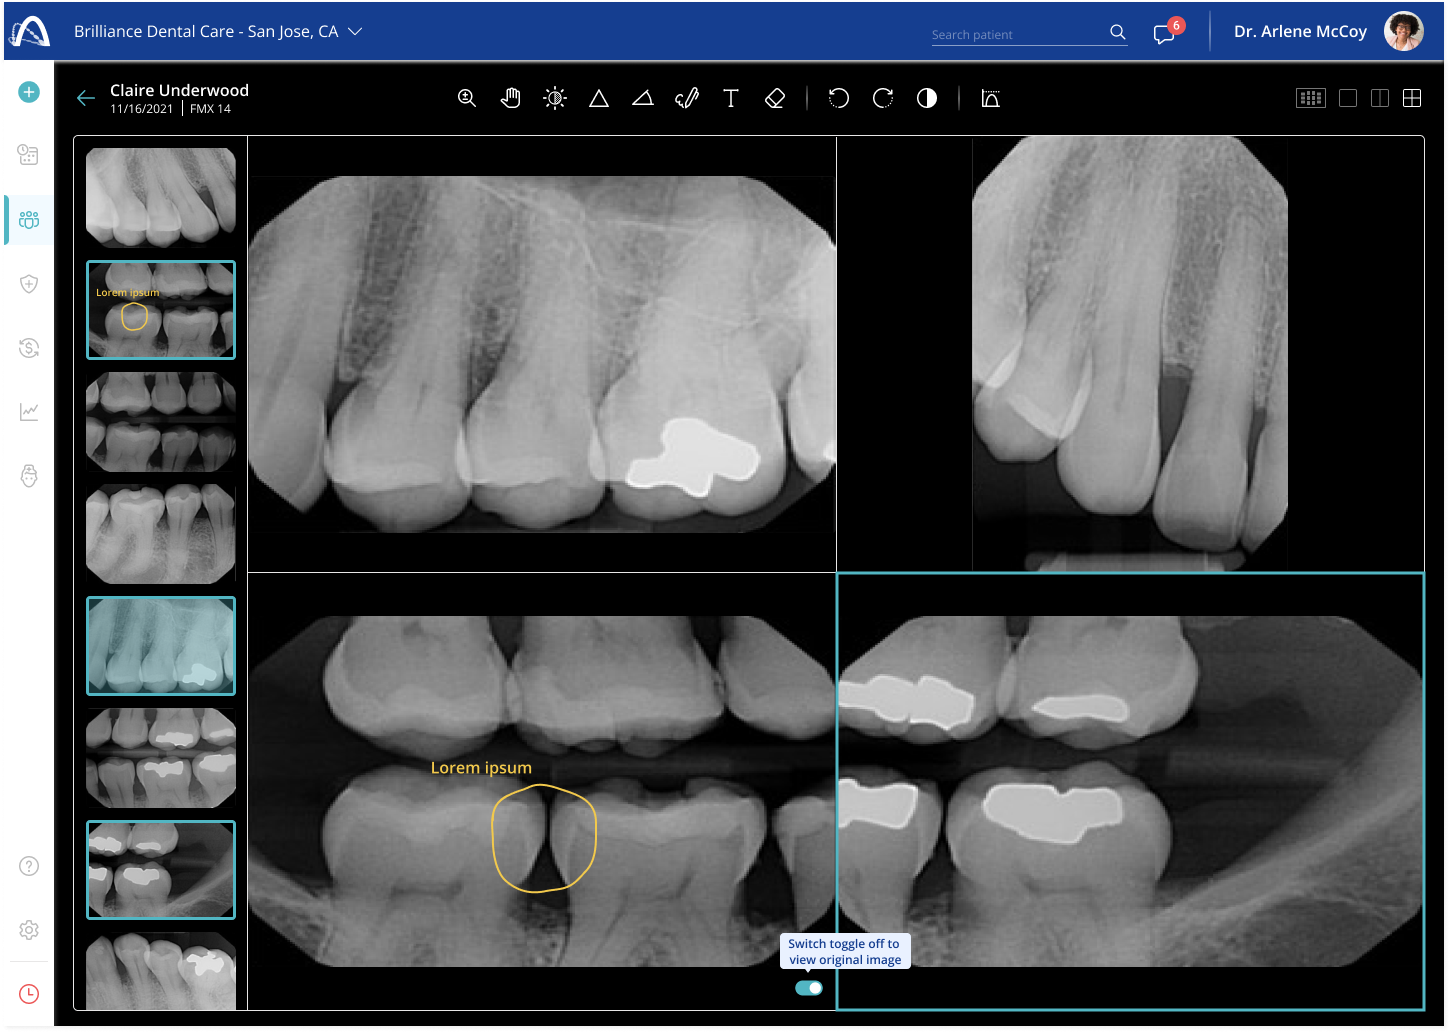 Brilliance Dental Care - San Jose, CA
Search patient
6
Dr. Arlene McCoy
Claire Underwood
11/16/2021 | FMX 14
T
Lorem ipsum
Lorem ipsum
Switch toggle off to
view original image